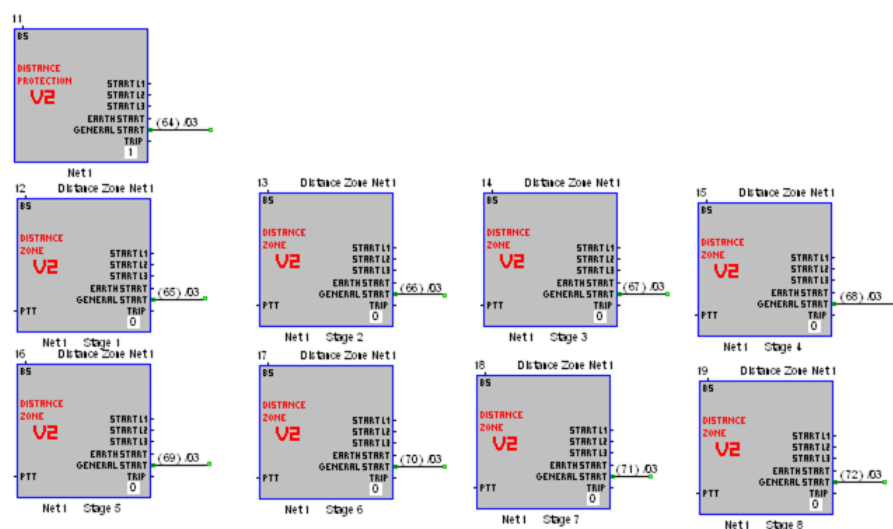 11
BS
DISTANCE
PROTECTION
V2
START L1
START L2
START L3
EARTH START
GENERAL START
(64) /03
TRIP
1
Net1
12 Distance Zone Net1
BS
DISTANCE
ZONE
V2
START L1
START L2
START L3
EARTH START
GENERAL START
(65) /03
PTT
TRIP
0
Net1 Stage 1
13 Distance Zone Net1
BS
DISTANCE
ZONE
V2
START L1
START L2
START L3
EARTH START
GENERAL START
(66) /03
PTT
TRIP
0
Net1 Stage 2
14 Distance Zone Net1
BS
DISTANCE
ZONE
V2
START L1
START L2
START L3
EARTH START
GENERAL START
(67) /03
PTT
TRIP
0
Net1 Stage 3
15 Distance Zone Net1
BS
DISTANCE
ZONE
V2
START L1
START L2
START L3
EARTH START
GENERAL START
(68) /03
PTT
TRIP
0
Net1 Stage 4
16 Distance Zone Net1
BS
DISTANCE
ZONE
V2
START L1
START L2
START L3
EARTH START
GENERAL START
(69) /03
PTT
TRIP
0
Net1 Stage 5
17 Distance Zone Net1
BS
DISTANCE
ZONE
V2
START L1
START L2
START L3
EARTH START
GENERAL START
(70) /03
PTT
TRIP
0
Net1 Stage 6
18 Distance Zone Net1
BS
DISTANCE
ZONE
V2
START L1
START L2
START L3
EARTH START
GENERAL START
(71) /03
PTT
TRIP
0
Net1 Stage 7
19 Distance Zone Net1
BS
DISTANCE
ZONE
V2
START L1
START L2
START L3
EARTH START
GENERAL START
(72) /03
PTT
TRIP
0
Net1 Stage 8